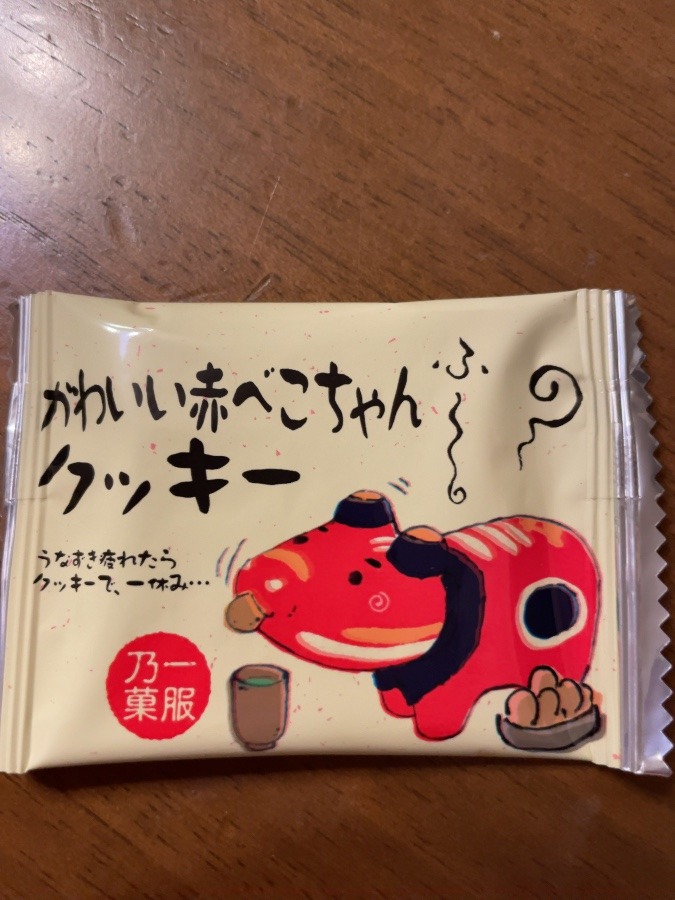 かわいい赤べこちゃん
クッキー
ふ〜〜
うなずき疲れたら
クッキーで、一休み…
一服
乃菓